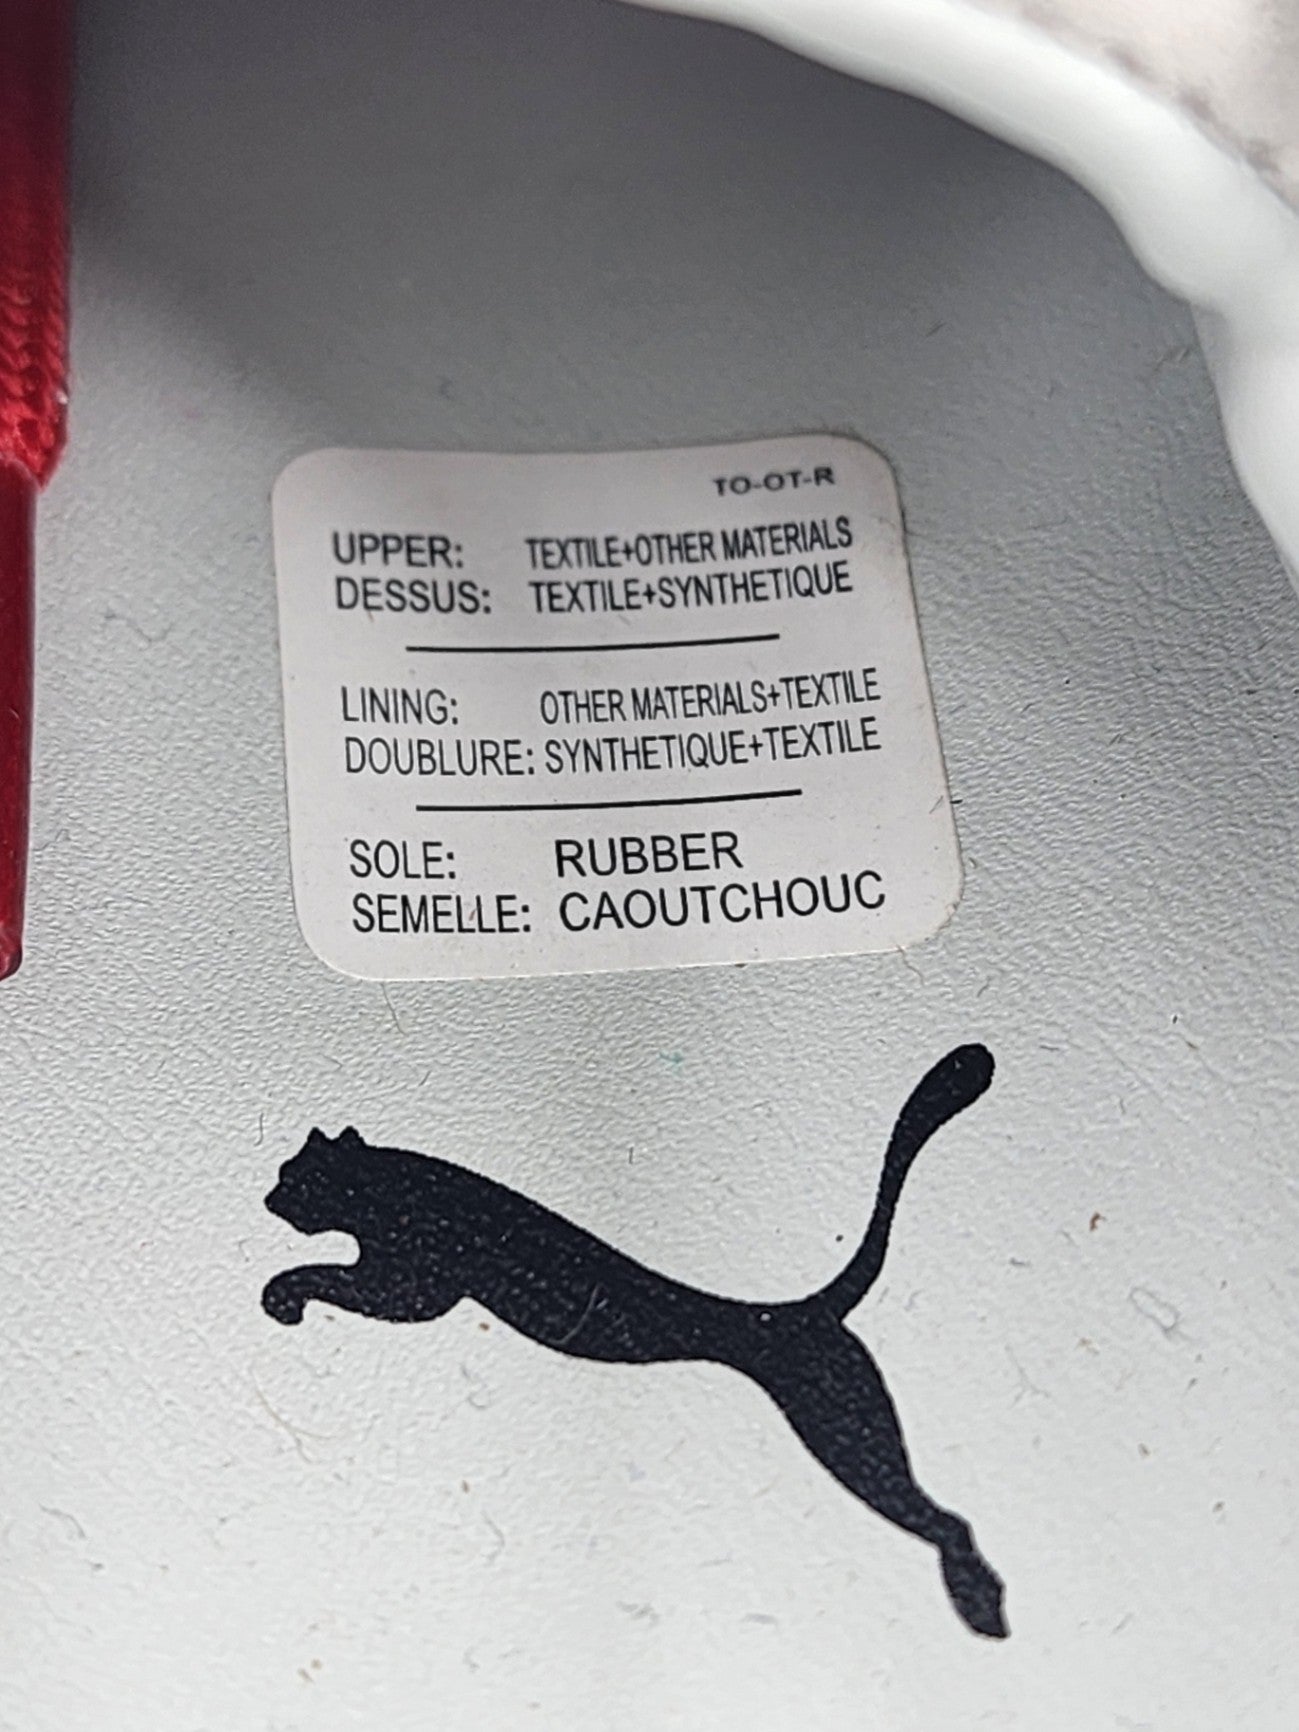 TO-OT-R
UPPER: TEXTILE+OTHER MATERIALS
DESSUS: TEXTILE+SYNTHETIQUE
LINING: OTHER MATERIALS+TEXTILE
DOUBLURE: SYNTHETIQUE+TEXTILE
SOLE: RUBBER
SEMELLE: CAOUTCHOUC